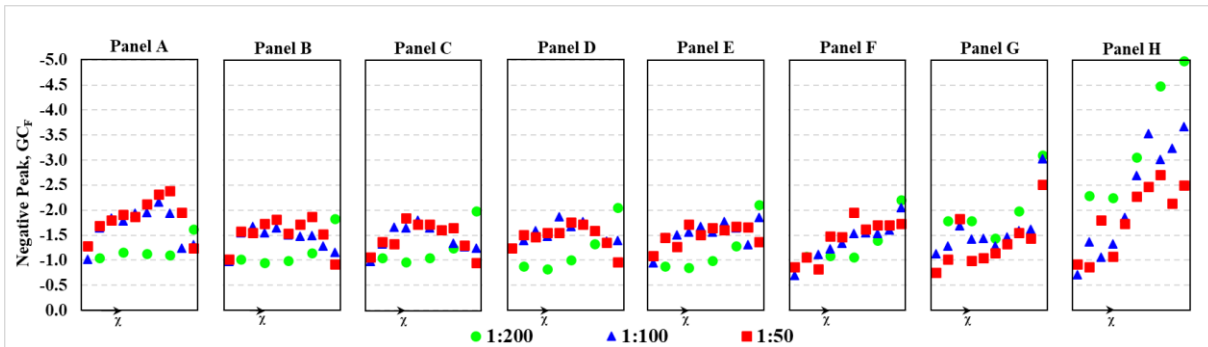 Panel A Panel B Panel C Panel D Panel E Panel F Panel G Panel H
Negative Peak, GC_F
-5.0
-4.5
-4.0
-3.5
-3.0
-2.5
-2.0
-1.5
-1.0
-0.5
0.0
χ χ χ χ χ χ χ χ
1:200 1:100 1:50